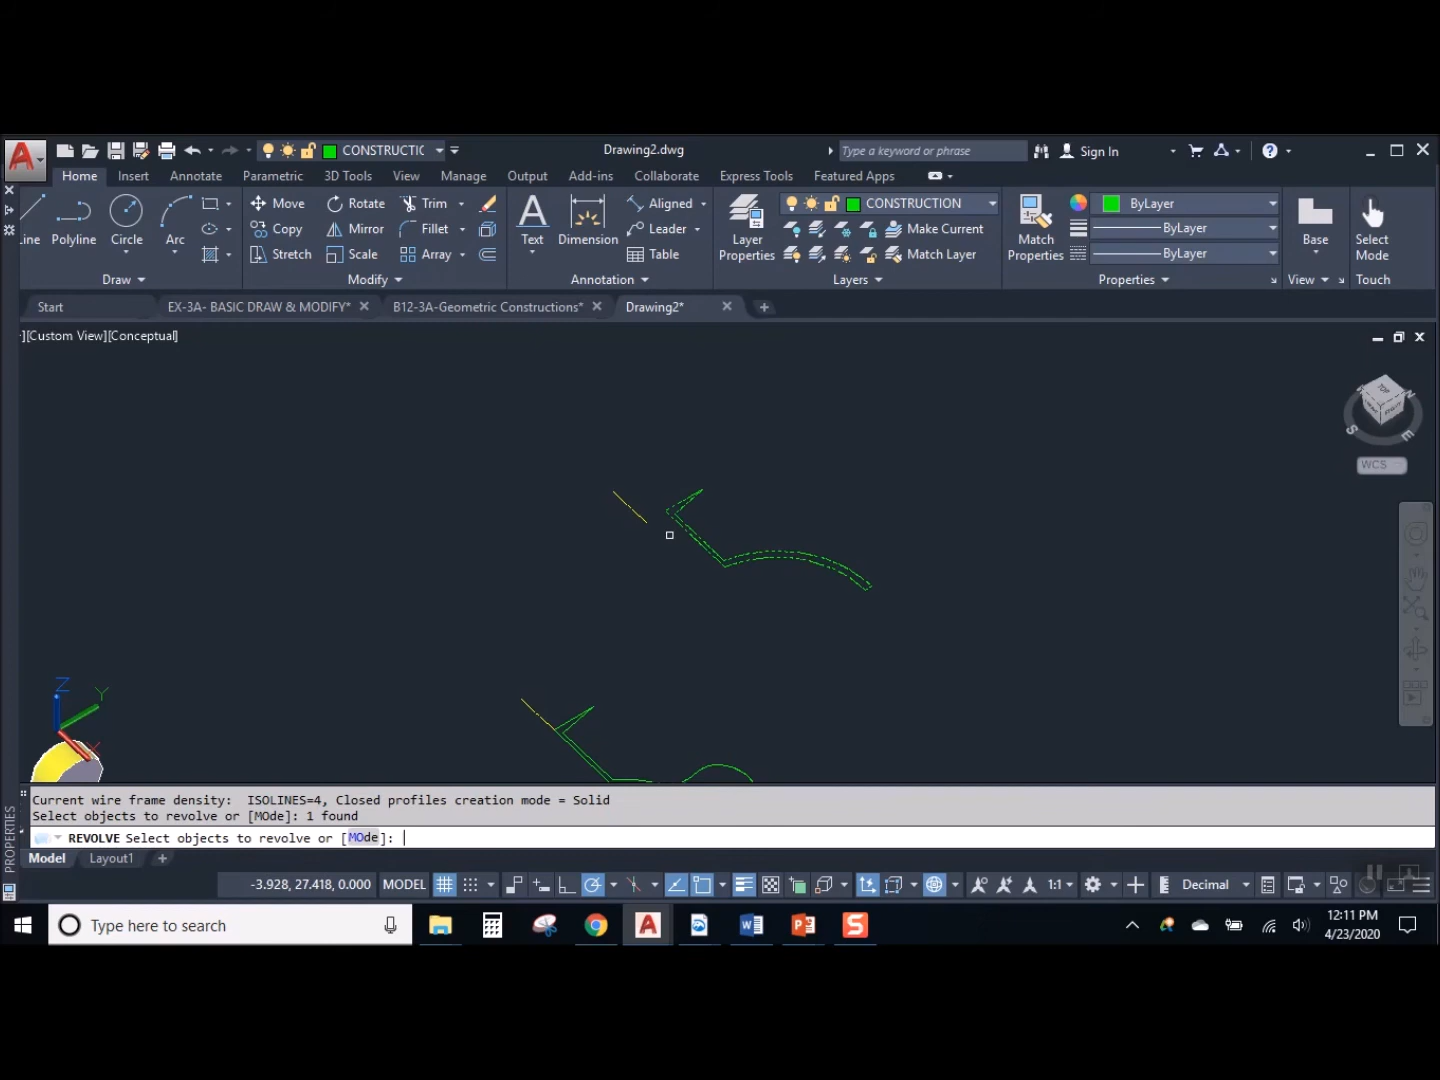 CONSTRUCTIC
Drawing2.dwg
Type a keyword or phrase
Sign In
Home Insert Annotate Parametric 3D Tools View Manage Output Add-ins Collaborate Express Tools Featured Apps
ine
Polyline
Circle
Arc
Draw
Move Rotate Trim
Copy Mirror Fillet
Stretch Scale Array
Modify
Text
Dimension
Aligned
Leader
Table
Annotation
Layer
Properties
CONSTRUCTION
Make Current
Match Layer
Layers
Match
Properties
ByLayer
ByLayer
ByLayer
Properties
Base
View
Select
Mode
Touch
Start EX-3A- BASIC DRAW & MODIFY* B12-3A-Geometric Constructions* Drawing2*
][Custom View][Conceptual]
TOP
S
E
WCS
Z
Y
X
PROPERTIES
Current wire frame density: ISOLINES=4, Closed profiles creation mode = Solid
Select objects to revolve or [MOde]: 1 found
REVOLVE Select objects to revolve or [MOde]:
Model Layout1
-3.928, 27.418, 0.000 MODEL 1:1 Decimal
Type here to search
12:11 PM
4/23/2020